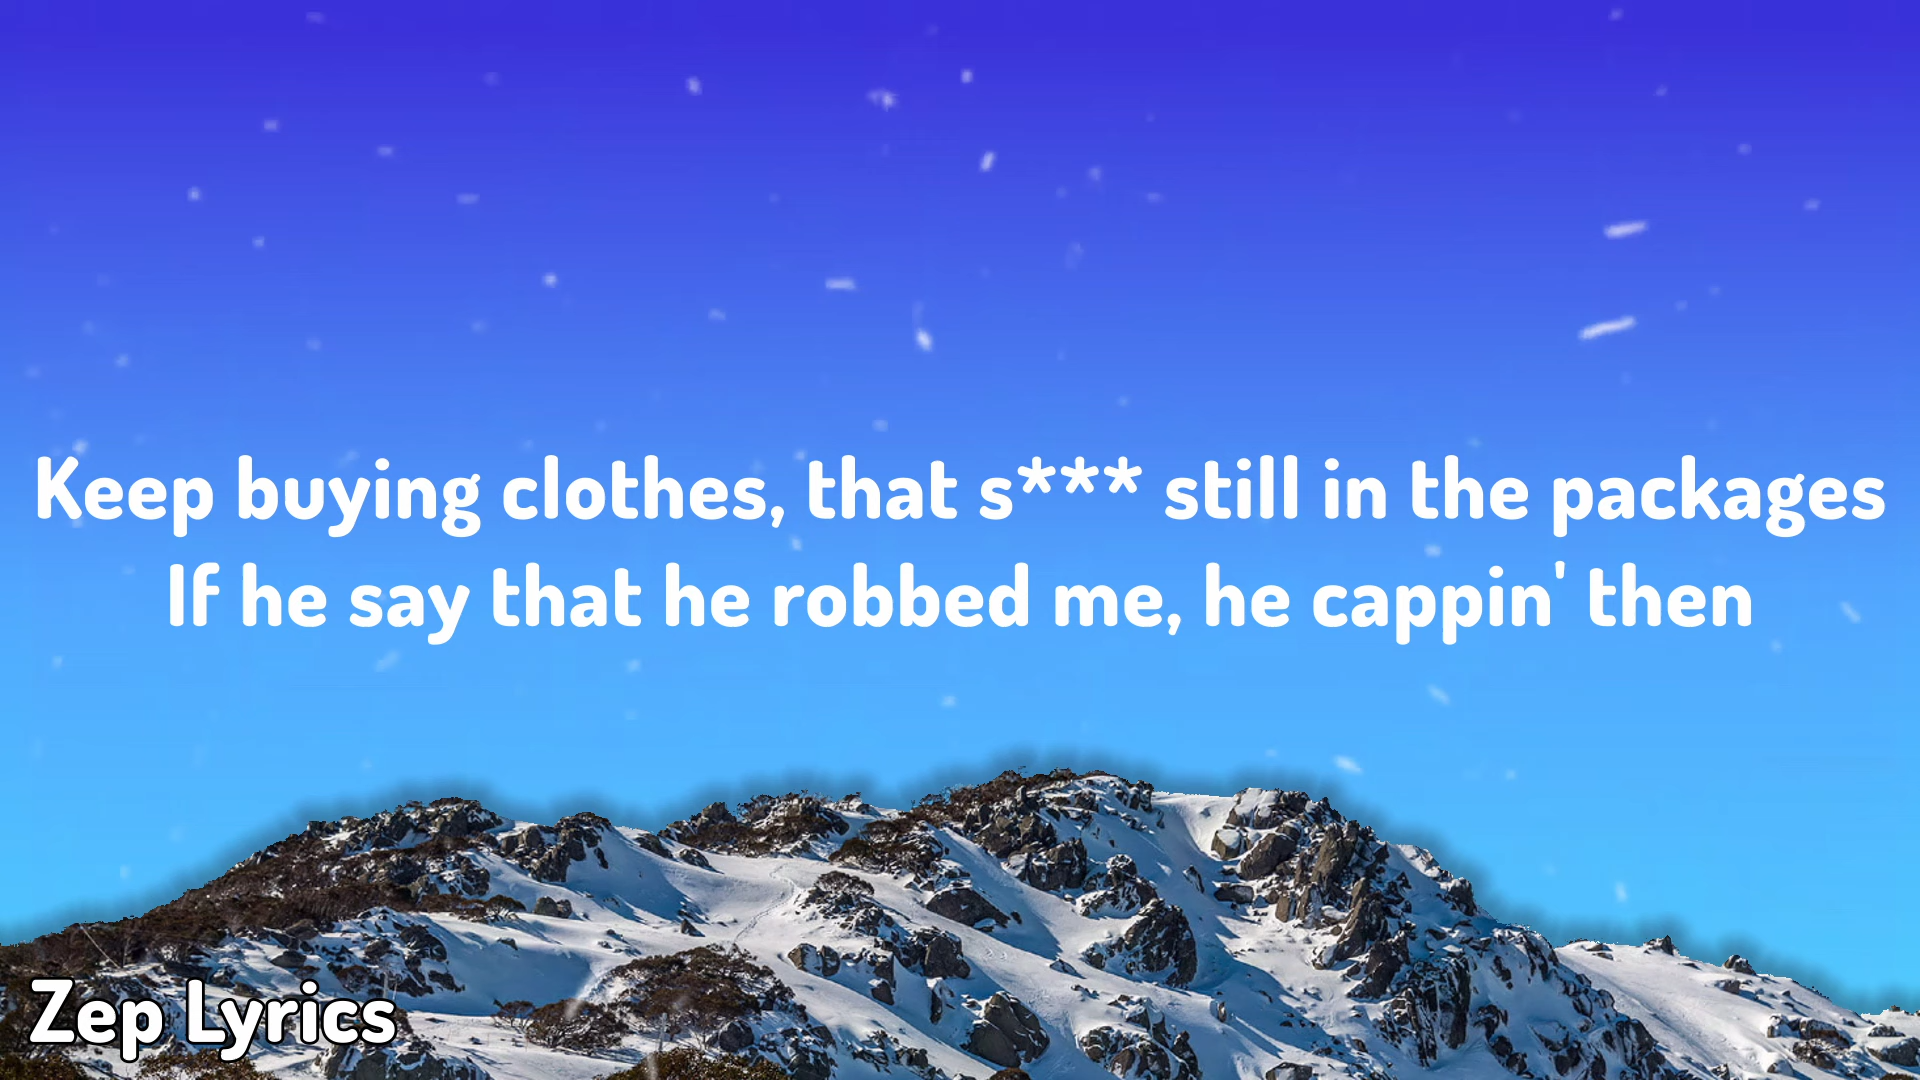 Keep buying clothes, that s*** still in the packages
If he say that he robbed me, he cappin' then
Zep Lyrics